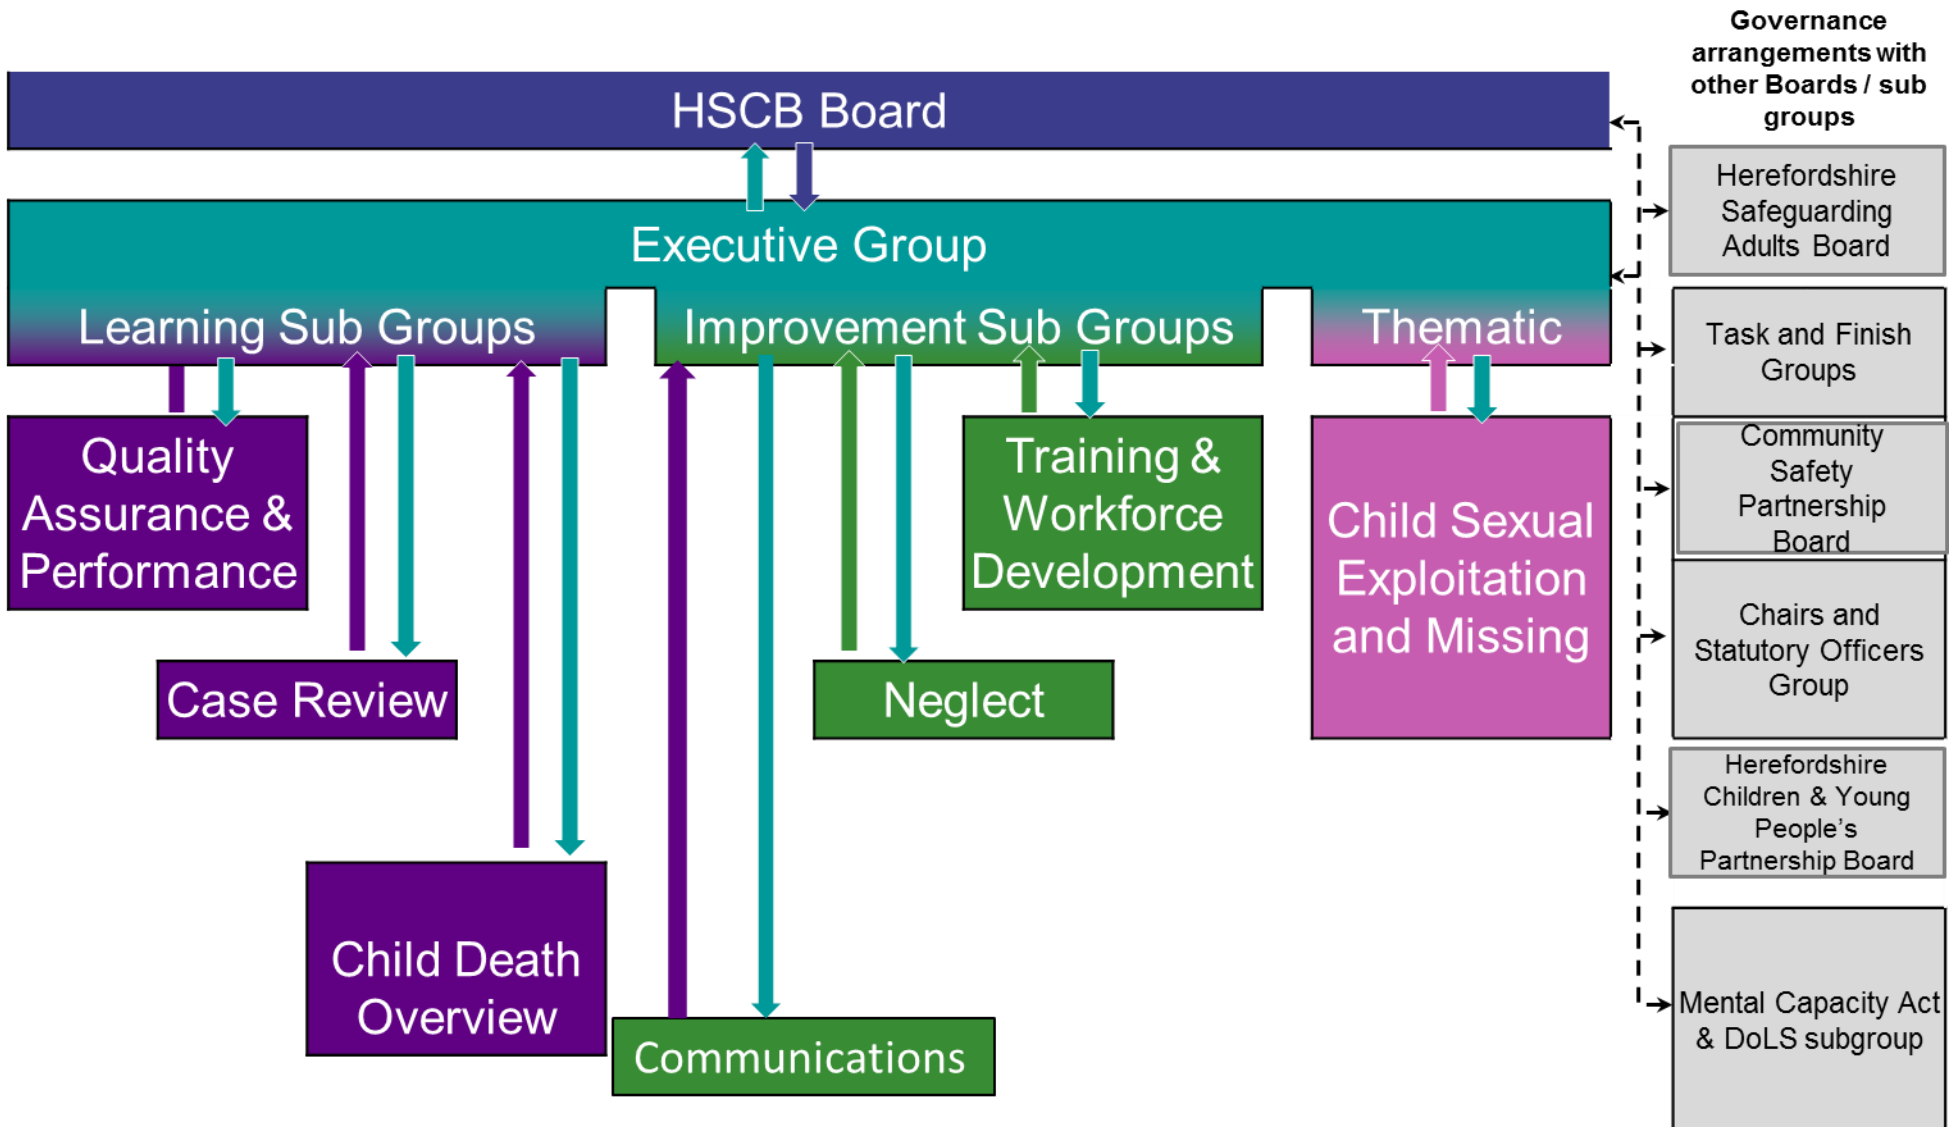 Governance
arrangements with
other Boards / sub
groups
HSCB Board
Executive Group
Learning Sub Groups
Improvement Sub Groups
Thematic
Quality
Assurance &
Performance
Case Review
Child Death
Overview
Communications
Neglect
Training &
Workforce
Development
Child Sexual
Exploitation
and Missing
Herefordshire
Safeguarding
Adults Board
Task and Finish
Groups
Community
Safety
Partnership
Board
Chairs and
Statutory Officers
Group
Herefordshire
Children & Young
People’s
Partnership Board
Mental Capacity Act
& DoLS subgroup